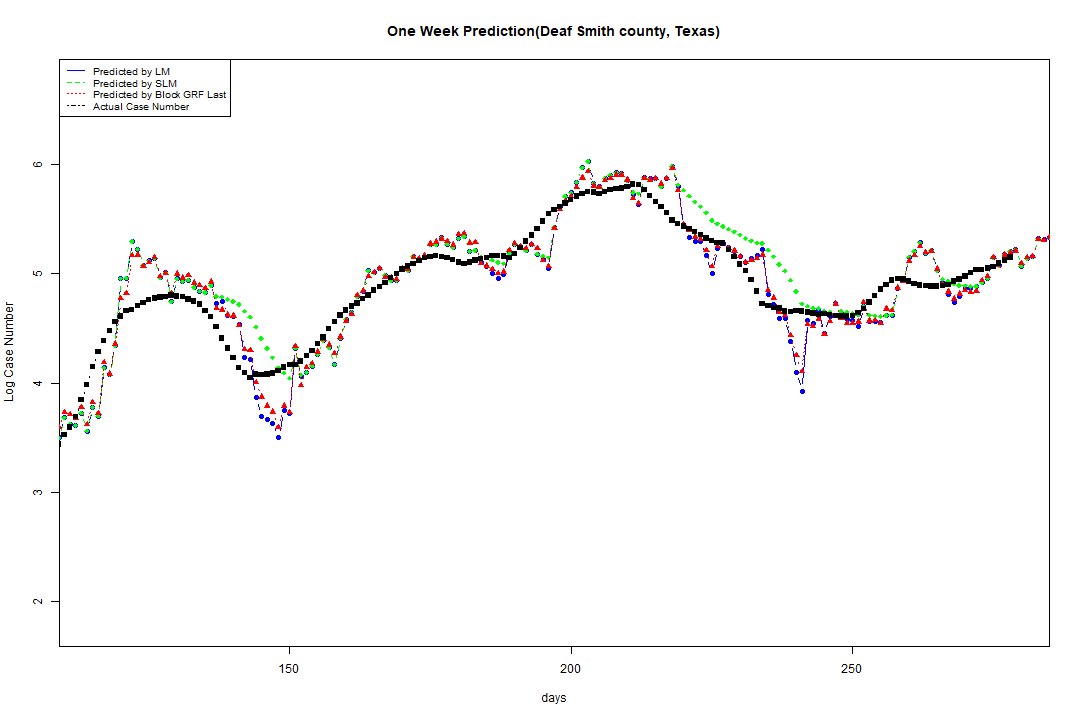 One Week Prediction(Deaf Smith county, Texas)
Predicted by LM
Predicted by SLM
Predicted by Block GRF Last
Actual Case Number
6
5
4
3
2
Log Case Number
150 200 250
days